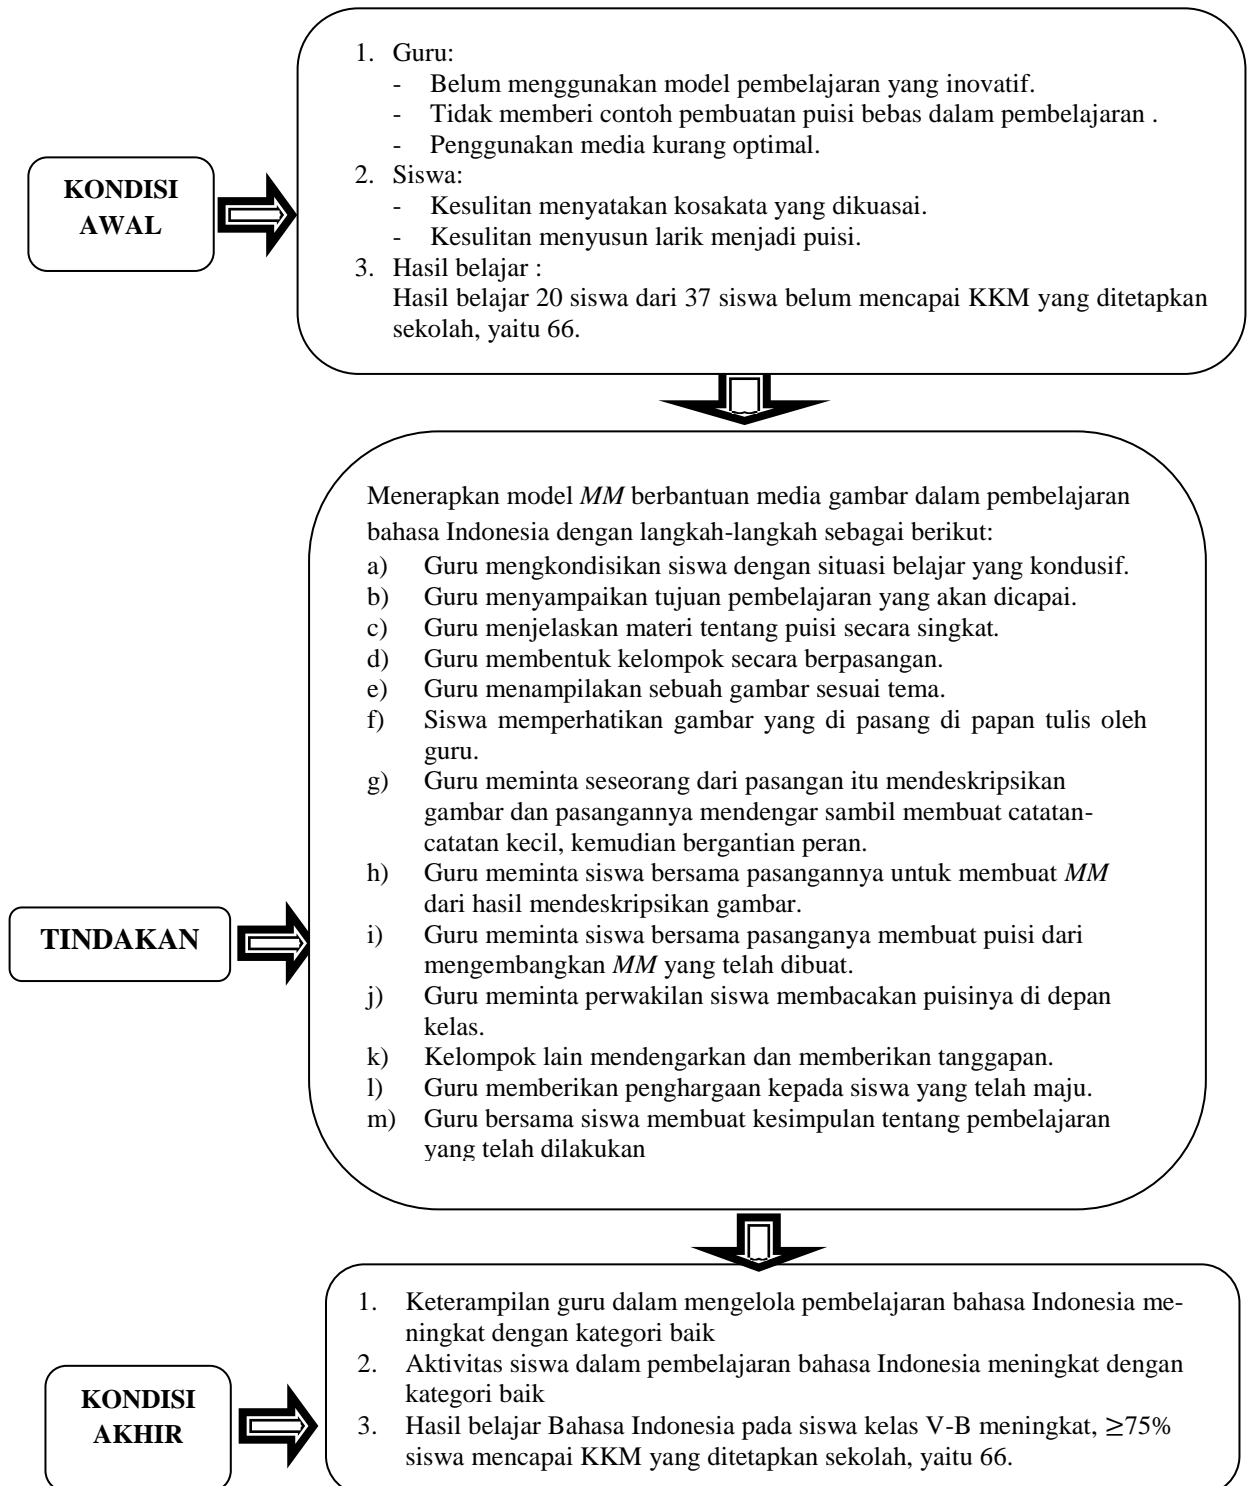 1. Guru:
- Belum menggunakan model pembelajaran yang inovatif.
- Tidak memberi contoh pembuatan puisi bebas dalam pembelajaran .
- Penggunakan media kurang optimal.
2. Siswa:
- Kesulitan menyatakan kosakata yang dikuasai.
- Kesulitan menyusun larik menjadi puisi.
3. Hasil belajar :
Hasil belajar 20 siswa dari 37 siswa belum mencapai KKM yang ditetapkan
sekolah, yaitu 66.
KONDISI
AWAL
Menerapkan model MM berbantuan media gambar dalam pembelajaran
bahasa Indonesia dengan langkah-langkah sebagai berikut:
a) Guru mengkondisikan siswa dengan situasi belajar yang kondusif.
b) Guru menyampaikan tujuan pembelajaran yang akan dicapai.
c) Guru menjelaskan materi tentang puisi secara singkat.
d) Guru membentuk kelompok secara berpasangan.
e) Guru menampilakan sebuah gambar sesuai tema.
f) Siswa memperhatikan gambar yang di pasang di papan tulis oleh
guru.
g) Guru meminta seseorang dari pasangan itu mendeskripsikan
gambar dan pasangannya mendengar sambil membuat catatan-
catatan kecil, kemudian bergantian peran.
h) Guru meminta siswa bersama pasangannya untuk membuat MM
dari hasil mendeskripsikan gambar.
i) Guru meminta siswa bersama pasanganya membuat puisi dari
mengembangkan MM yang telah dibuat.
j) Guru meminta perwakilan siswa membacakan puisinya di depan
kelas.
k) Kelompok lain mendengarkan dan memberikan tanggapan.
l) Guru memberikan penghargaan kepada siswa yang telah maju.
m) Guru bersama siswa membuat kesimpulan tentang pembelajaran
yang telah dilakukan
TINDAKAN
1. Keterampilan guru dalam mengelola pembelajaran bahasa Indonesia me-
ningkat dengan kategori baik
2. Aktivitas siswa dalam pembelajaran bahasa Indonesia meningkat dengan
kategori baik
3. Hasil belajar Bahasa Indonesia pada siswa kelas V-B meningkat, ≥75%
siswa mencapai KKM yang ditetapkan sekolah, yaitu 66.
KONDISI
AKHIR